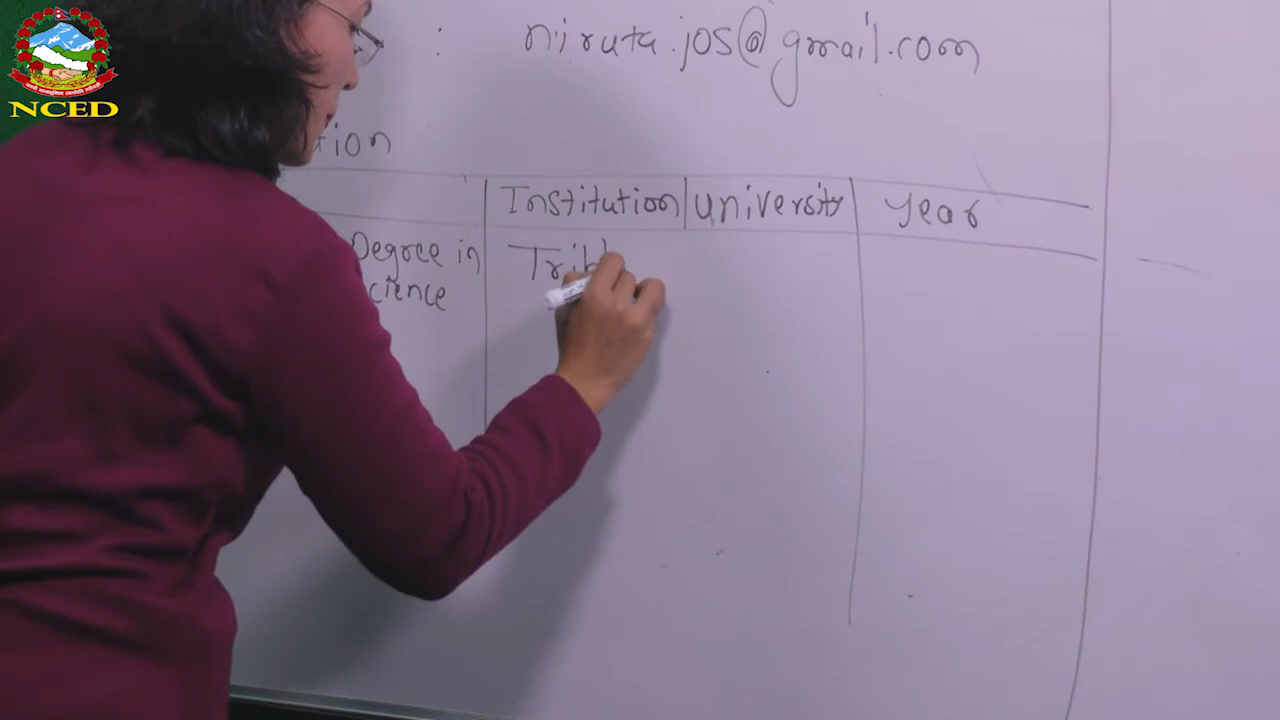 NCED
: niruta.jos@gmail.com
tion
Institution/University Year
Degree in Trib
cience